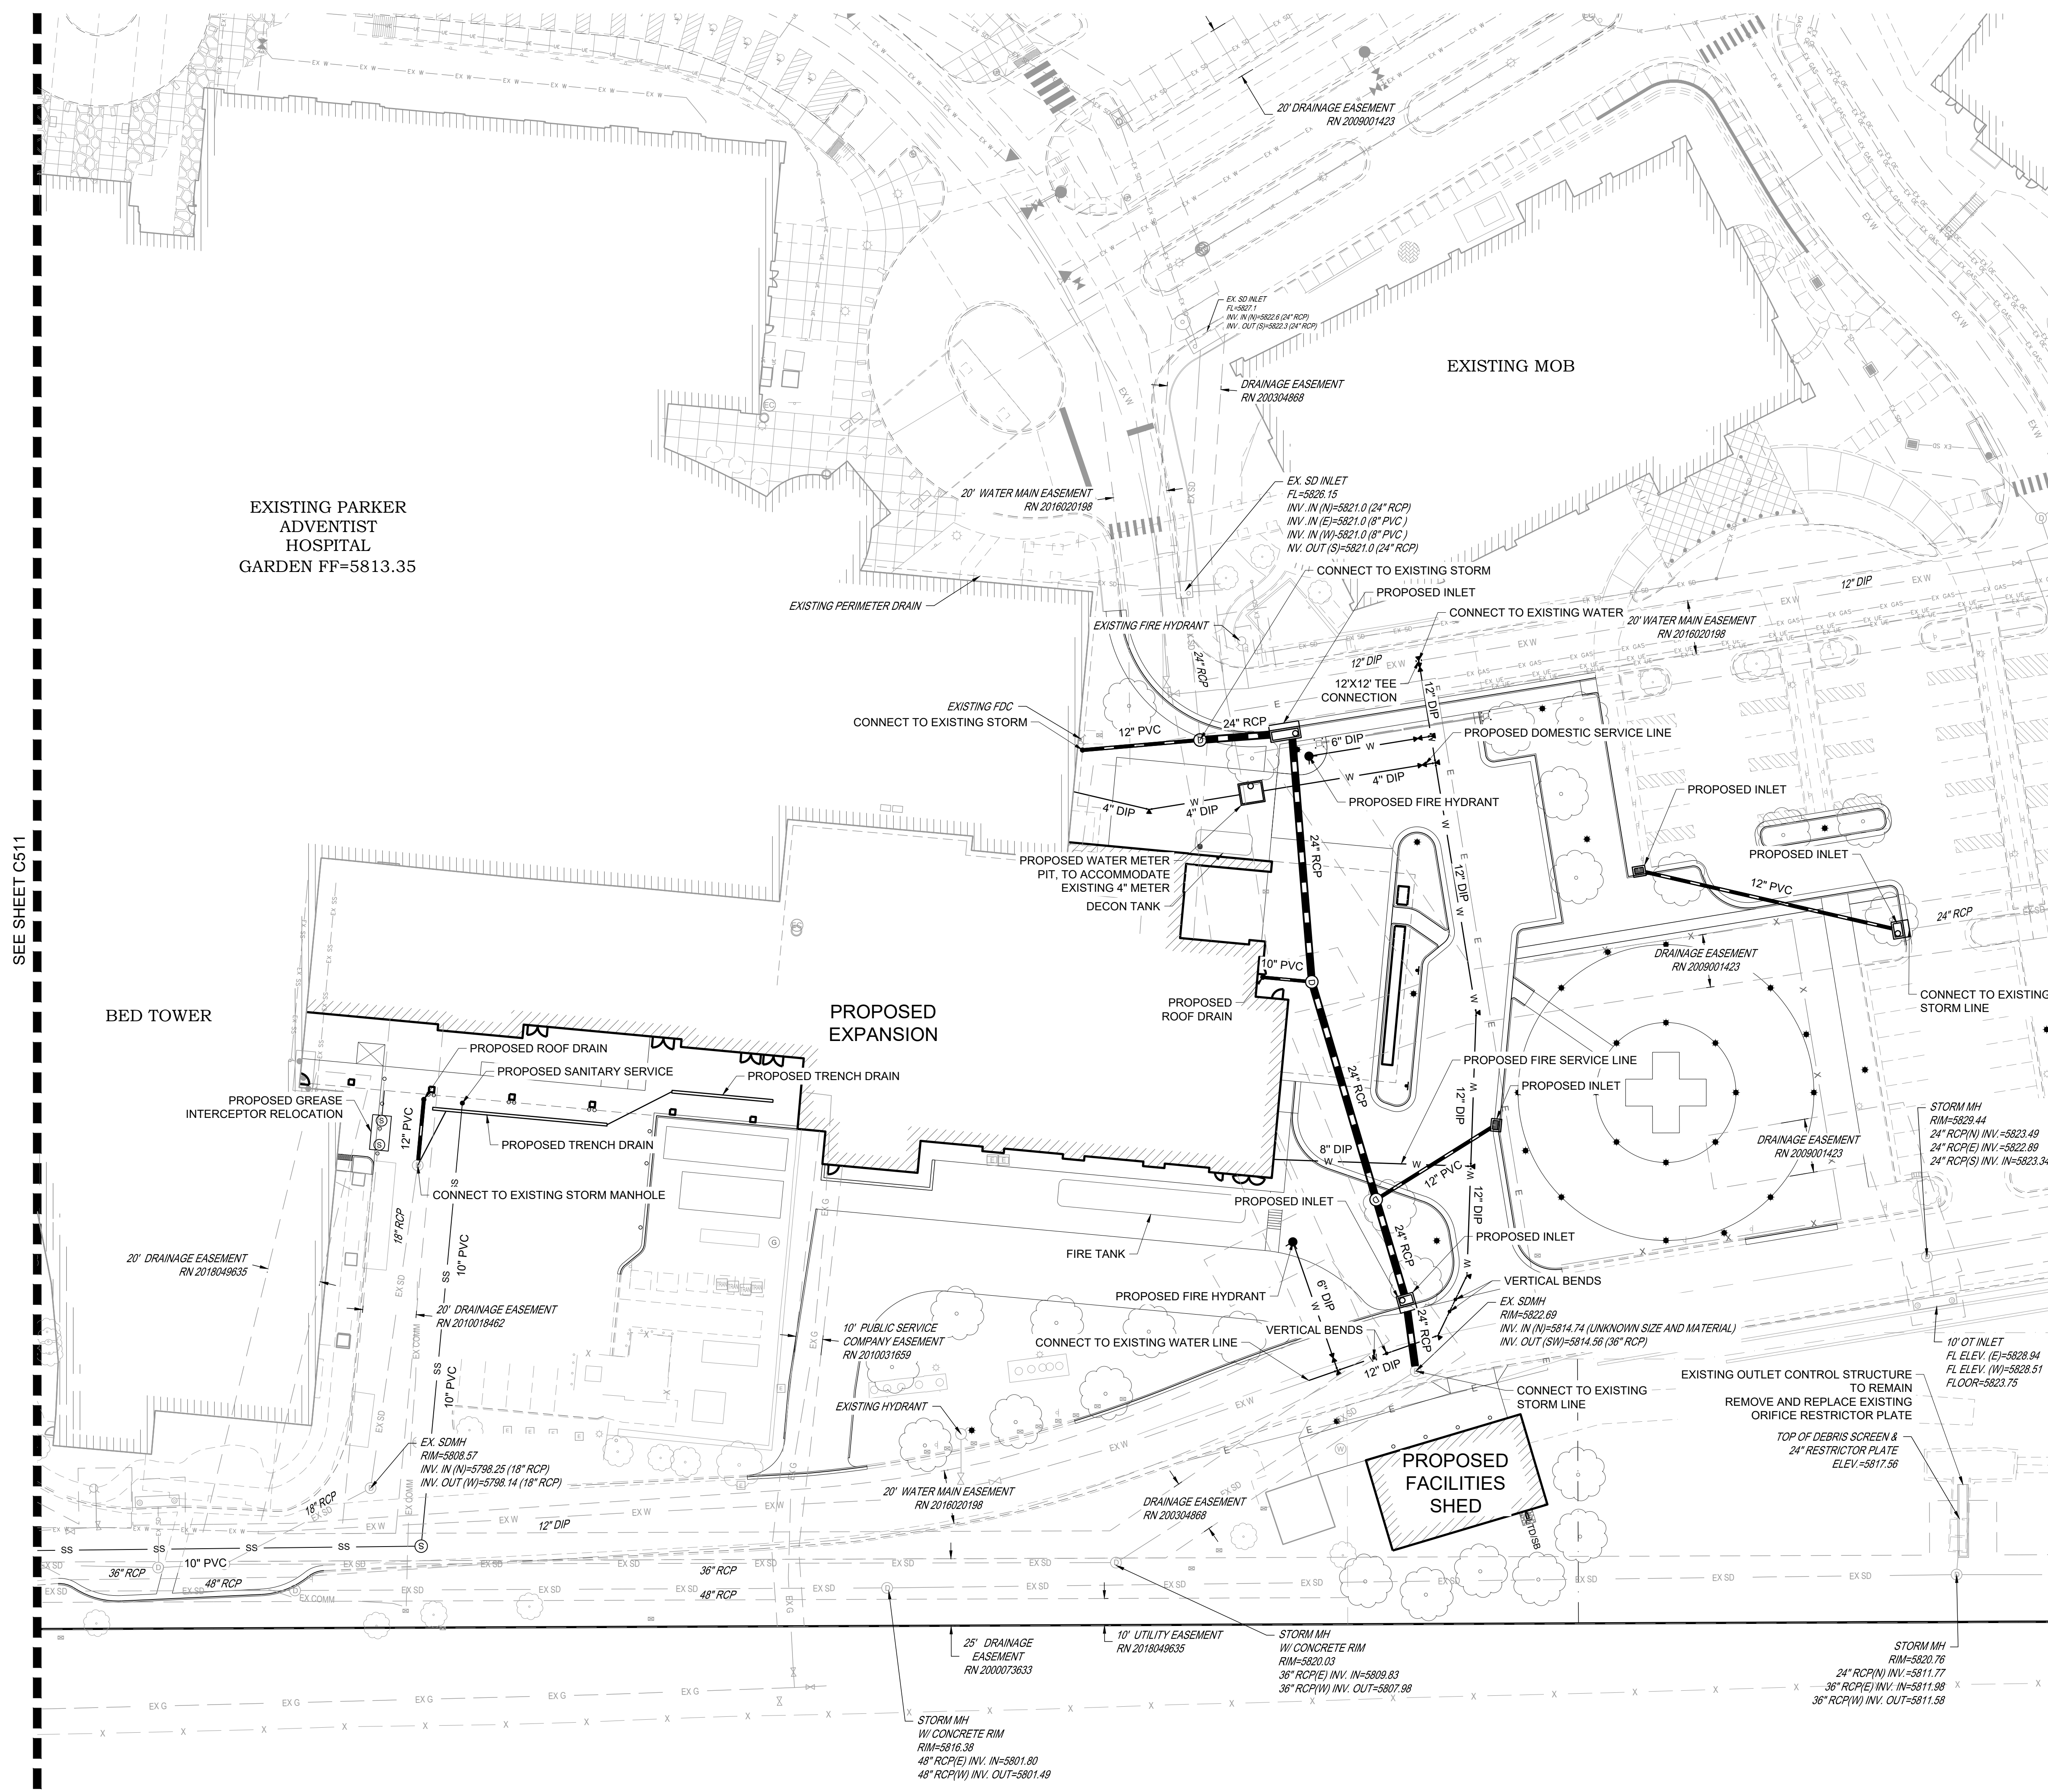 20' DRAINAGE EASEMENT
RN 2009001423
EX. SD INLET
FL=5827.1
INV. IN (N)=5822.6 (24" RCP)
INV . OUT (S)=5822.3 (24" RCP)
EXISTING MOB
DRAINAGE EASEMENT
RN 200304868
EXISTING PARKER
ADVENTIST
HOSPITAL
GARDEN FF=5813.35
20' WATER MAIN EASEMENT
RN 2016020198
EX. SD INLET
FL=5826.15
INV .IN (N)=5821.0 (24" RCP)
INV .IN (E)=5821.0 (8" PVC )
INV. IN (W)-5821.0 (8" PVC )
NV. OUT (S)=5821.0 (24" RCP)
CONNECT TO EXISTING STORM
PROPOSED INLET
CONNECT TO EXISTING WATER
12" DIP
EX W
20' WATER MAIN EASEMENT
RN 2016020198
EXISTING PERIMETER DRAIN
EXISTING FIRE HYDRANT
24" RCP
12" DIP
EX W
12'X12' TEE
CONNECTION
12" DIP
EXISTING FDC
CONNECT TO EXISTING STORM
12" PVC
24" RCP
6" DIP
PROPOSED DOMESTIC SERVICE LINE
4" DIP
4" DIP
4" DIP
PROPOSED FIRE HYDRANT
PROPOSED INLET
SEE SHEET C511
24" RCP
12" DIP
PROPOSED WATER METER
PIT, TO ACCOMMODATE
EXISTING 4" METER
DECON TANK
PROPOSED INLET
12" PVC
24" RCP
DRAINAGE EASEMENT
RN 2009001423
10" PVC
PROPOSED
ROOF DRAIN
CONNECT TO EXISTING
STORM LINE
BED TOWER
PROPOSED
EXPANSION
PROPOSED ROOF DRAIN
PROPOSED SANITARY SERVICE
PROPOSED TRENCH DRAIN
PROPOSED GREASE
INTERCEPTOR RELOCATION
12" PVC
PROPOSED TRENCH DRAIN
24" RCP
PROPOSED FIRE SERVICE LINE
PROPOSED INLET
12" DIP
8" DIP
12" PVC
12" DIP
DRAINAGE EASEMENT
RN 2009001423
STORM MH
RIM=5829.44
24" RCP(N) INV.=5823.49
24" RCP(E) INV.=5822.89
24" RCP(S) INV. IN=5823.34
CONNECT TO EXISTING STORM MANHOLE
18" RCP
PROPOSED INLET
24" RCP
PROPOSED INLET
FIRE TANK
20' DRAINAGE EASEMENT
RN 2018049635
10" PVC
PROPOSED FIRE HYDRANT
6" DIP
VERTICAL BENDS
20' DRAINAGE EASEMENT
RN 2010018462
EX. SDMH
RIM=5822.69
INV. IN (N)=5814.74 (UNKNOWN SIZE AND MATERIAL)
INV. OUT (SW)=5814.56 (36" RCP)
10' PUBLIC SERVICE
COMPANY EASEMENT
RN 2010031659
CONNECT TO EXISTING WATER LINE
VERTICAL BENDS
24" RCP
12" DIP
10' OT INLET
FL ELEV. (E)=5828.94
FL ELEV. (W)=5828.51
FLOOR=5823.75
10" PVC
EXISTING HYDRANT
CONNECT TO EXISTING
STORM LINE
EXISTING OUTLET CONTROL STRUCTURE
TO REMAIN
REMOVE AND REPLACE EXISTING
ORIFICE RESTRICTOR PLATE
TOP OF DEBRIS SCREEN &
24" RESTRICTOR PLATE
ELEV.=5817.56
EX. SDMH
RIM=5808.57
INV. IN (N)=5798.25 (18" RCP)
INV. OUT (W)=5798.14 (18" RCP)
18" RCP
PROPOSED
FACILITIES
SHED
TD/SB
20' WATER MAIN EASEMENT
RN 2016020198
DRAINAGE EASEMENT
RN 200304868
EX W
12" DIP
SS
10" PVC
36" RCP
48" RCP
EX COMM
36" RCP
48" RCP
EX SD
25' DRAINAGE
EASEMENT
RN 2000073633
10' UTILITY EASEMENT
RN 2018049635
STORM MH
W/ CONCRETE RIM
RIM=5820.03
36" RCP(E) INV. IN=5809.83
36" RCP(W) INV. OUT=5807.98
STORM MH
RIM=5820.76
24" RCP(N) INV.=5811.77
36" RCP(E) INV. IN=5811.98
36" RCP(W) INV. OUT=5811.58
EX G
STORM MH
W/ CONCRETE RIM
RIM=5816.38
48" RCP(E) INV. IN=5801.80
48" RCP(W) INV. OUT=5801.49